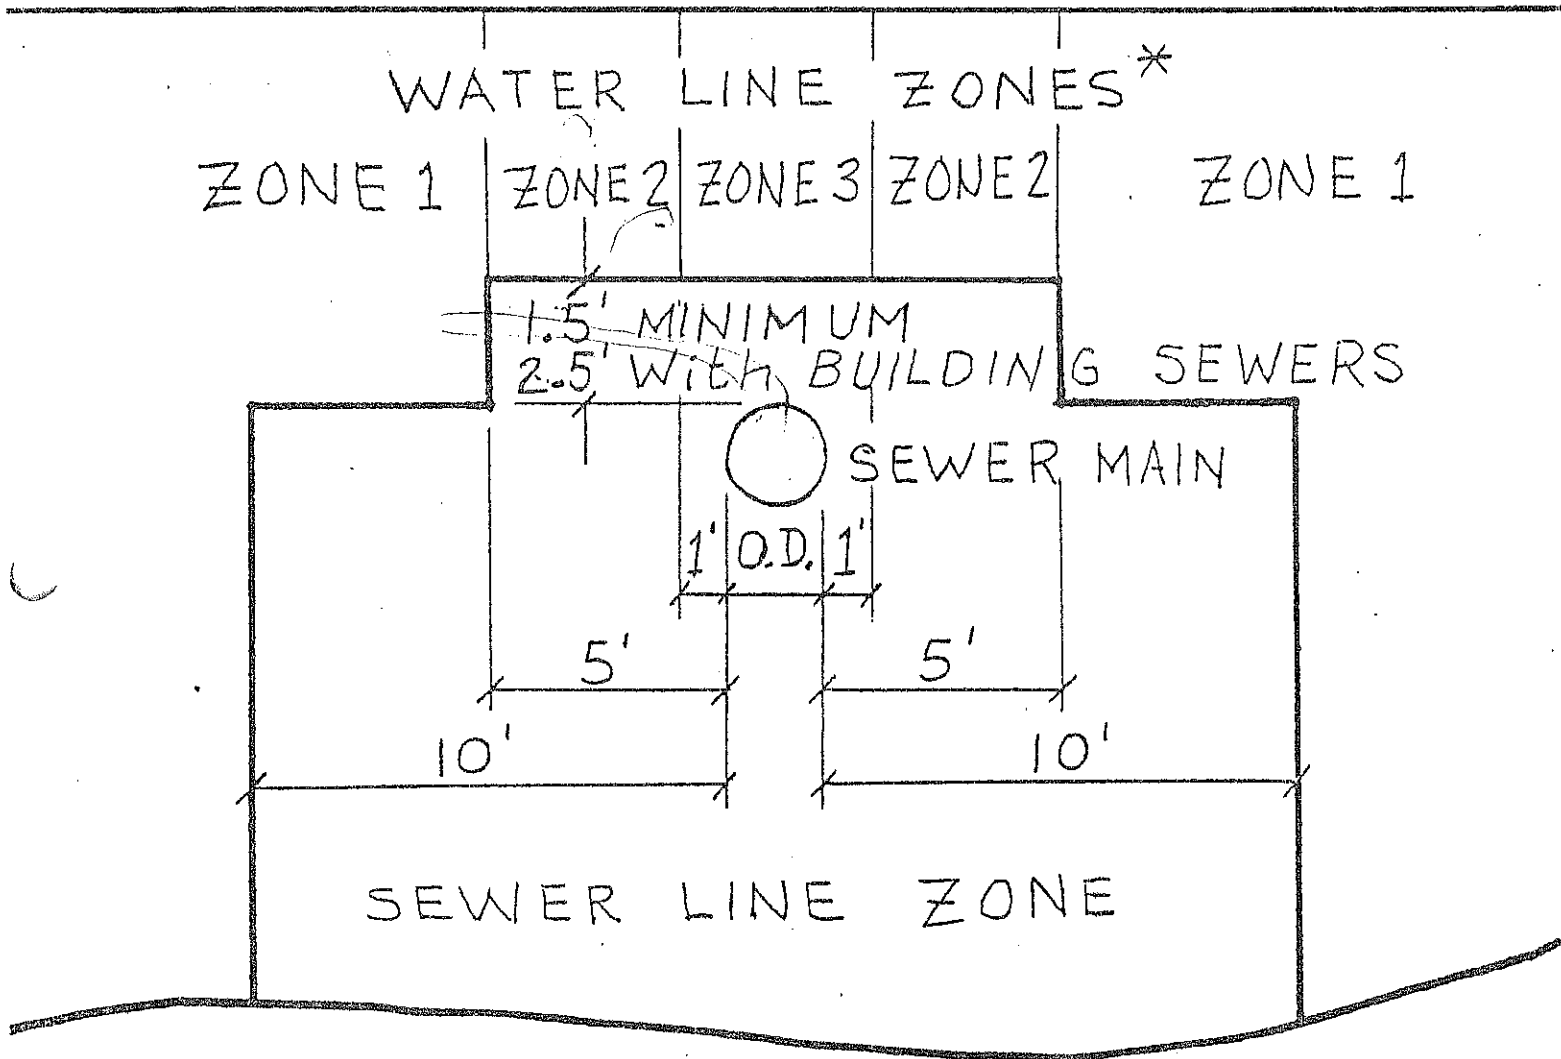 WATER LINE ZONES*
ZONE 1 ZONE 2 ZONE 3 ZONE 2 ZONE 1
1.5' MINIMUM
2.5' With BUILDING SEWERS
SEWER MAIN
1' O.D. 1'
5' 5'
10' 10'
SEWER LINE ZONE